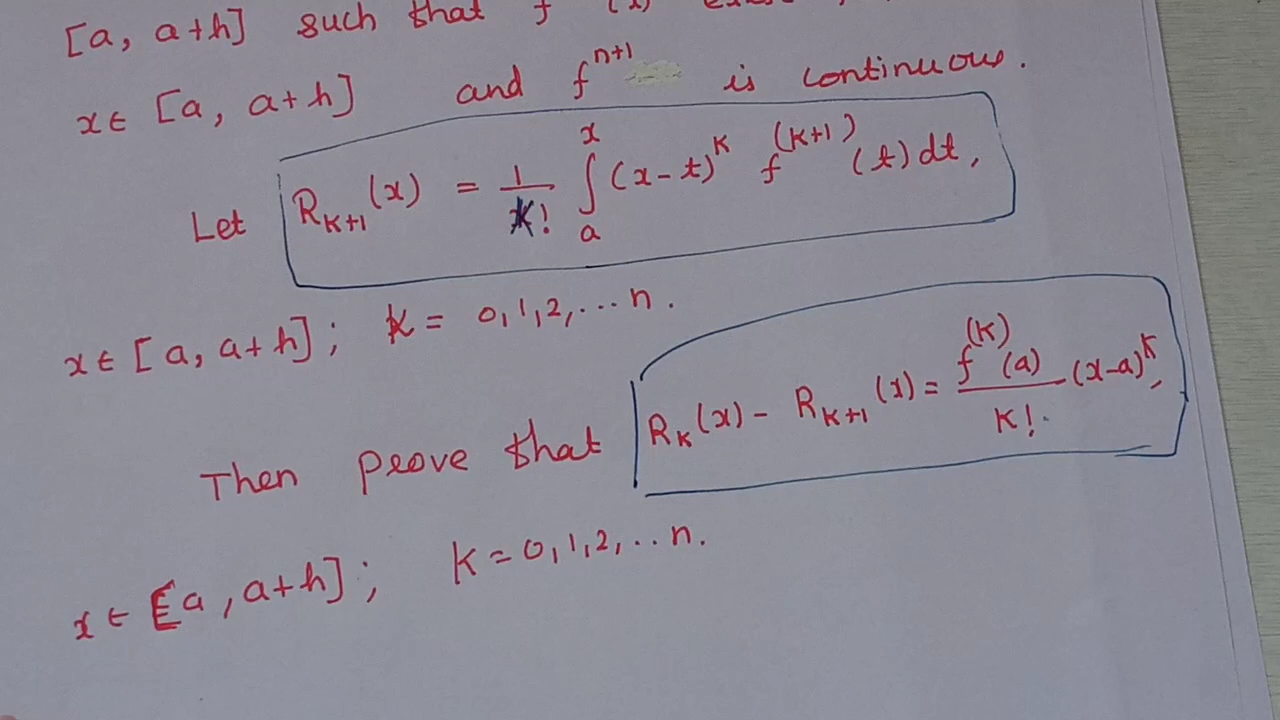 [a, a+h] such that f (x)
x ∈ [a, a+h] and f^{n+1} is continuous.
Let R_{K+1}(x) = 1/K! ∫_a^x (x-t)^K f^{(K+1)}(t) dt,
x ∈ [a, a+h]; K = 0,1,2,...n.
Then prove that R_K(x) - R_{K+1}(x) = f^{(K)}(a)/K! (x-a)^K,
x ∈ [a, a+h]; K = 0,1,2,..n.